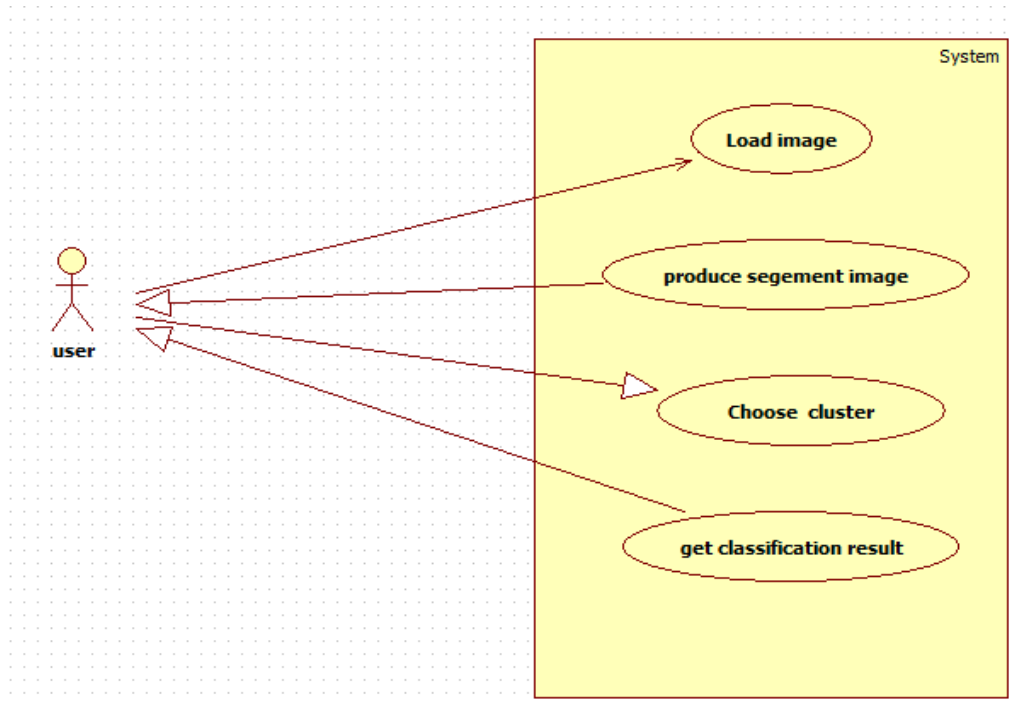 System
Load image
produce segement image
user
Choose cluster
get classification result